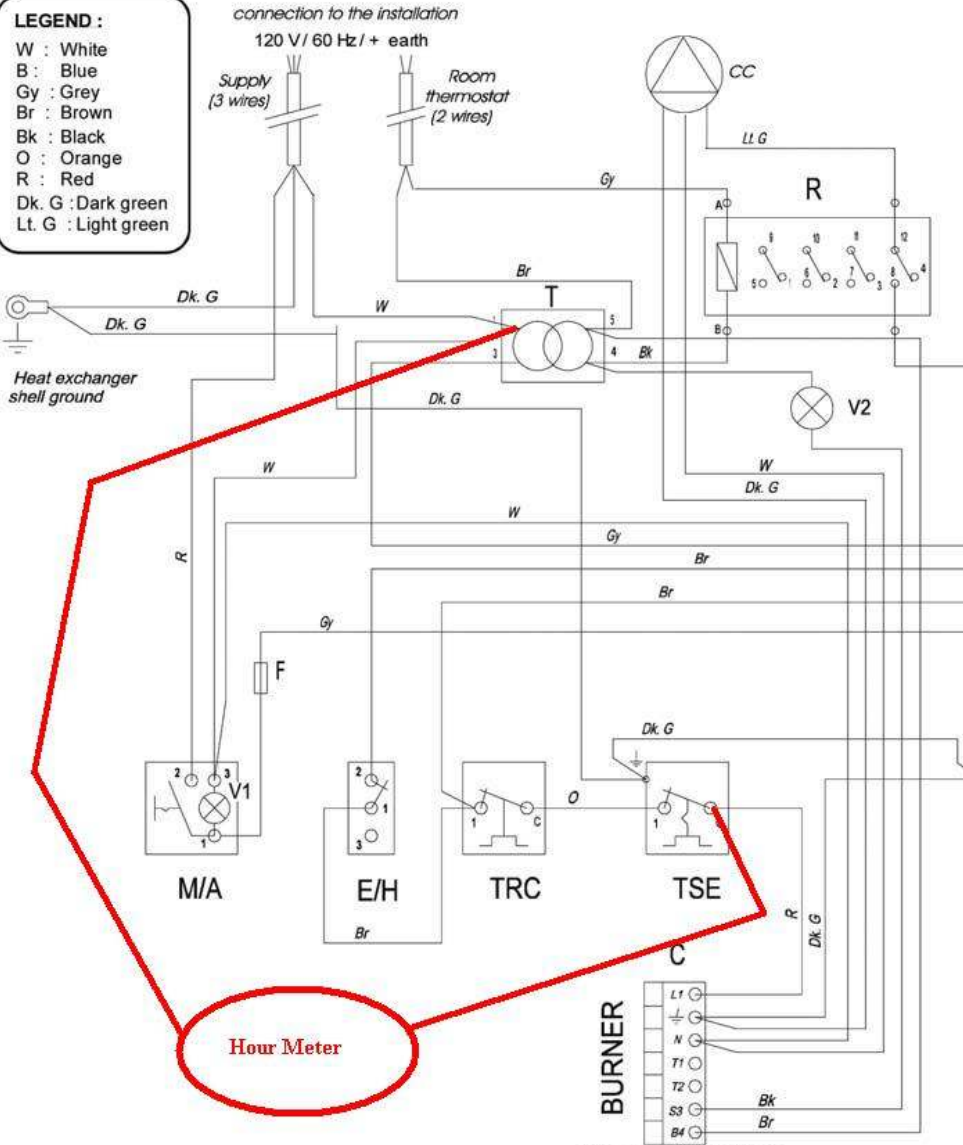 LEGEND :
W : White
B : Blue
Gy : Grey
Br : Brown
Bk : Black
O : Orange
R : Red
Dk. G : Dark green
Lt. G : Light green
connection to the installation
120 V / 60 Hz / + earth
Supply
(3 wires)
Room
thermostat
(2 wires)
CC
Lt. G
Gy
R
A
9 10 11 12
5 1 6 2 7 3 8 4
B
Br
T
Dk. G
W
Dk. G
1
5
3
4
Bk
Heat exchanger
shell ground
Dk. G
V2
W
W
Dk. G
W
R
Gy
Br
Br
Gy
F
Dk. G
2
3
V1
1
M/A
2
1
3
E/H
Br
1
C
TRC
O
1
TSE
R
Dk. G
C
BURNER
L1
N
T1
T2
S3
B4
Bk
Br
Hour Meter